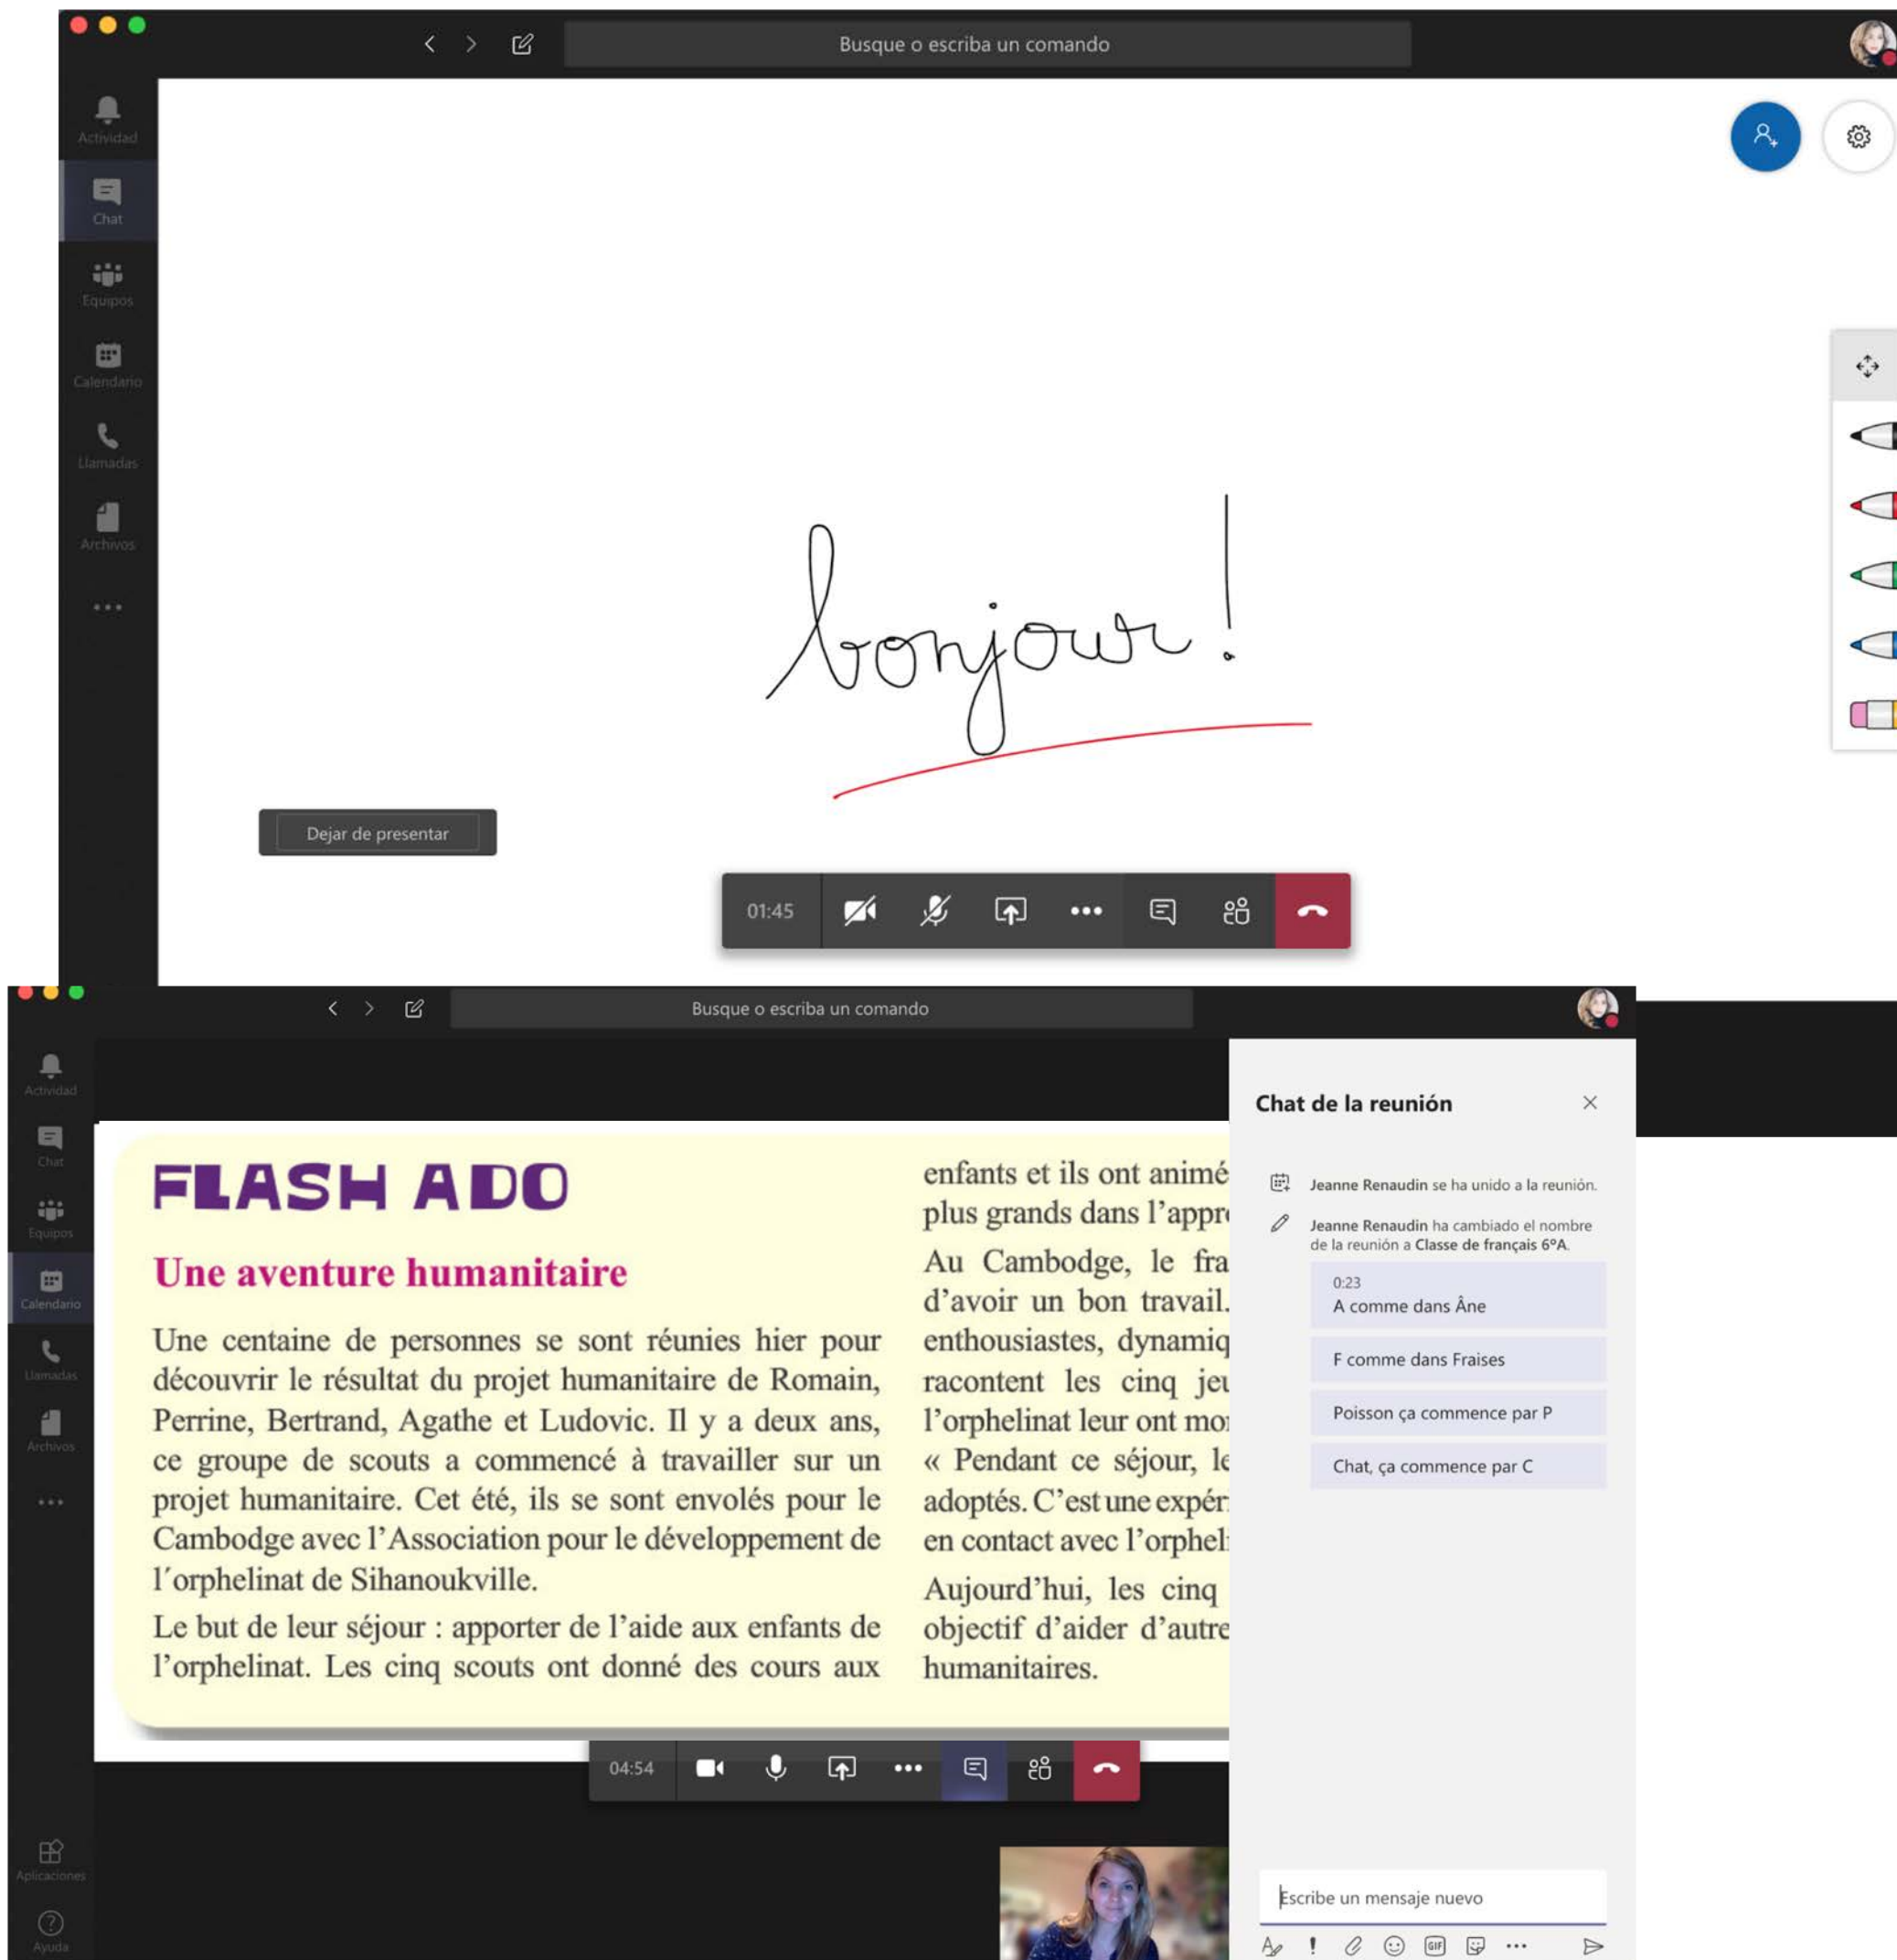 Busque o escriba un comando
Actividad
Chat
Equipos
Calendario
Llamadas
Archivos
bonjour!
Dejar de presentar
01:45
Busque o escriba un comando
Actividad
Chat
Equipos
Calendario
Llamadas
Archivos
Aplicaciones
Ayuda
FLASH ADO
Une aventure humanitaire
Une centaine de personnes se sont réunies hier pour
découvrir le résultat du projet humanitaire de Romain,
Perrine, Bertrand, Agathe et Ludovic. Il y a deux ans,
ce groupe de scouts a commencé à travailler sur un
projet humanitaire. Cet été, ils se sont envolés pour le
Cambodge avec l’Association pour le développement de
l´orphelinat de Sihanoukville.
Le but de leur séjour : apporter de l’aide aux enfants de
l’orphelinat. Les cinq scouts ont donné des cours aux
enfants et ils ont animé
plus grands dans l’appr
Au Cambodge, le fra
d’avoir un bon travail.
enthousiastes, dynamiq
racontent les cinq jeu
l’orphelinat leur ont mo
« Pendant ce séjour, le
adoptés. C’est une expér
en contact avec l’orphel
Aujourd’hui, les cinq
objectif d’aider d’autre
humanitaires.
04:54
Chat de la reunión
Jeanne Renaudin se ha unido a la reunión.
Jeanne Renaudin ha cambiado el nombre
de la reunión a Classe de français 6ºA.
0:23
A comme dans Âne
F comme dans Fraises
Poisson ça commence par P
Chat, ça commence par C
Escribe un mensaje nuevo
GIF